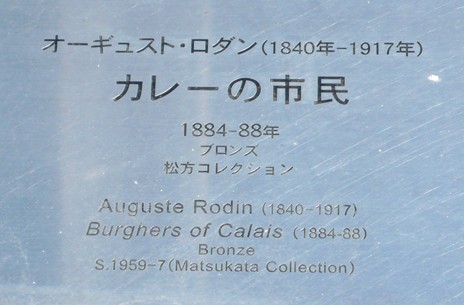 オーギュスト・ロダン(1840年-1917年)
カレーの市民
1884-88年
ブロンズ
松方コレクション
Auguste Rodin (1840-1917)
Burghers of Calais (1884-88)
Bronze
S.1959-7(Matsukata Collection)